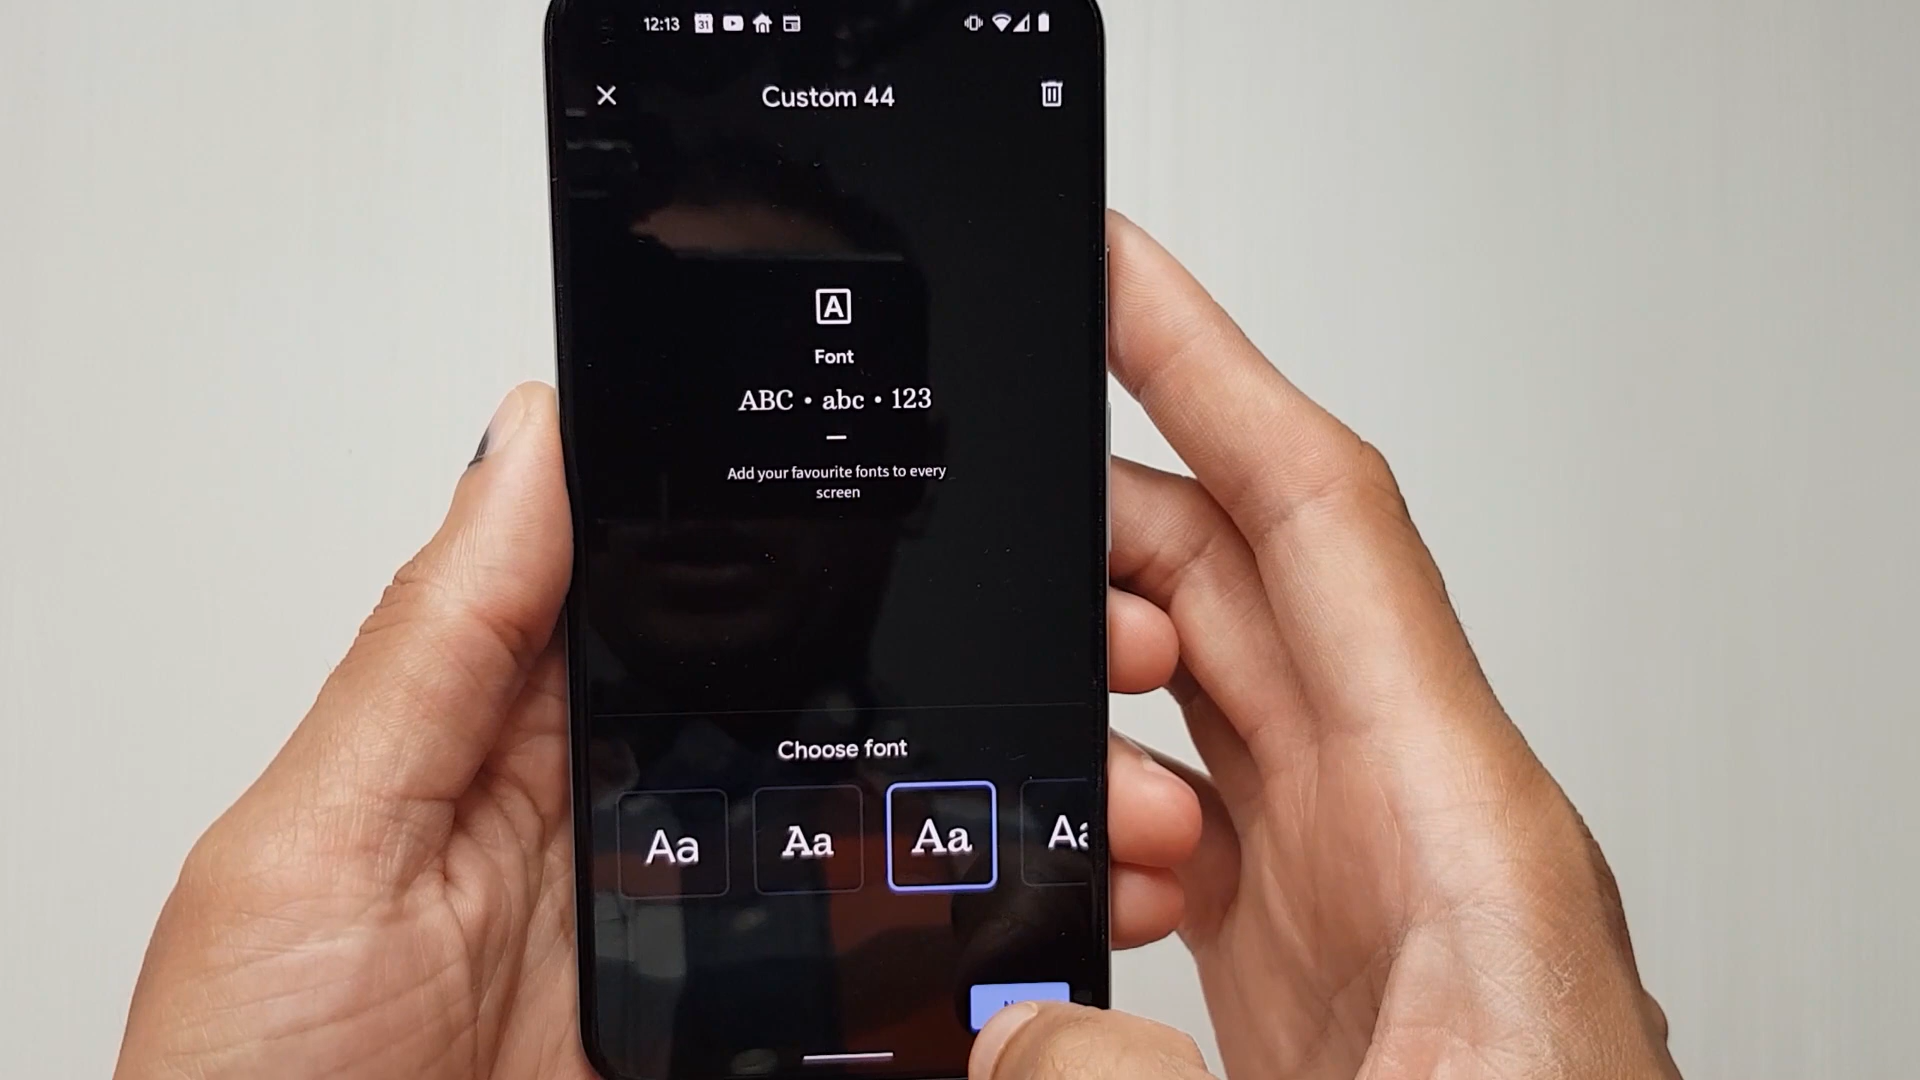 12:13 31
Custom 44
A
Font
ABC • abc • 123
Add your favourite fonts to every
screen
Choose font
Aa Aa Aa